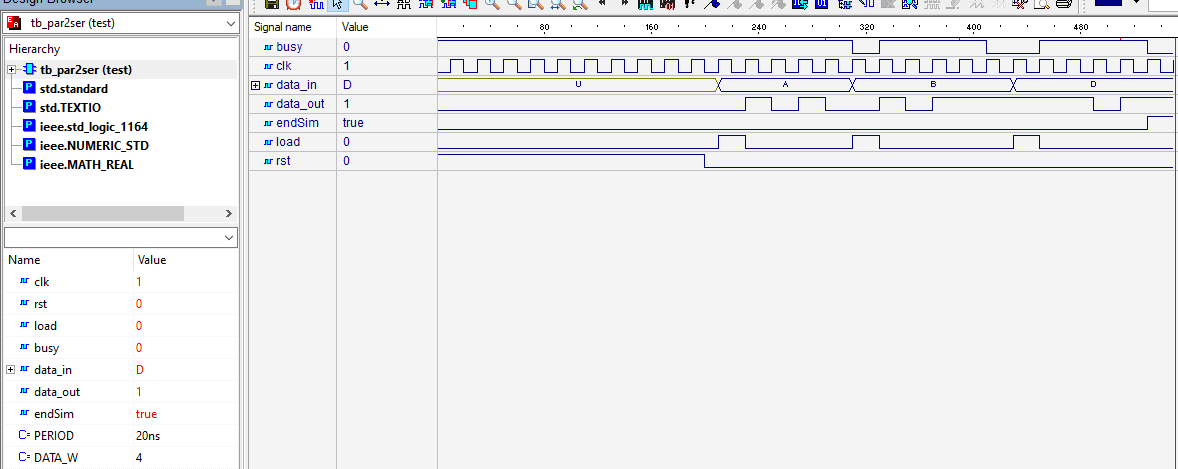 Design Browser
tb_par2ser (test)
Hierarchy
tb_par2ser (test)
std.standard
std.TEXTIO
ieee.std_logic_1164
ieee.NUMERIC_STD
ieee.MATH_REAL
Name Value
clk 1
rst 0
load 0
busy 0
data_in D
data_out 1
endSim true
PERIOD 20ns
DATA_W 4
Signal name Value 80 160 240 320 400 480
busy 0
clk 1
data_in D U A B D
data_out 1
endSim true
load 0
rst 0